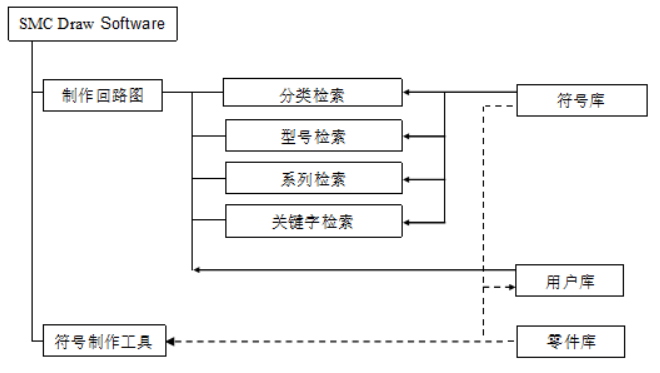 SMC Draw Software
制作回路图
分类检索
符号库
型号检索
系列检索
关键字检索
用户库
符号制作工具
零件库